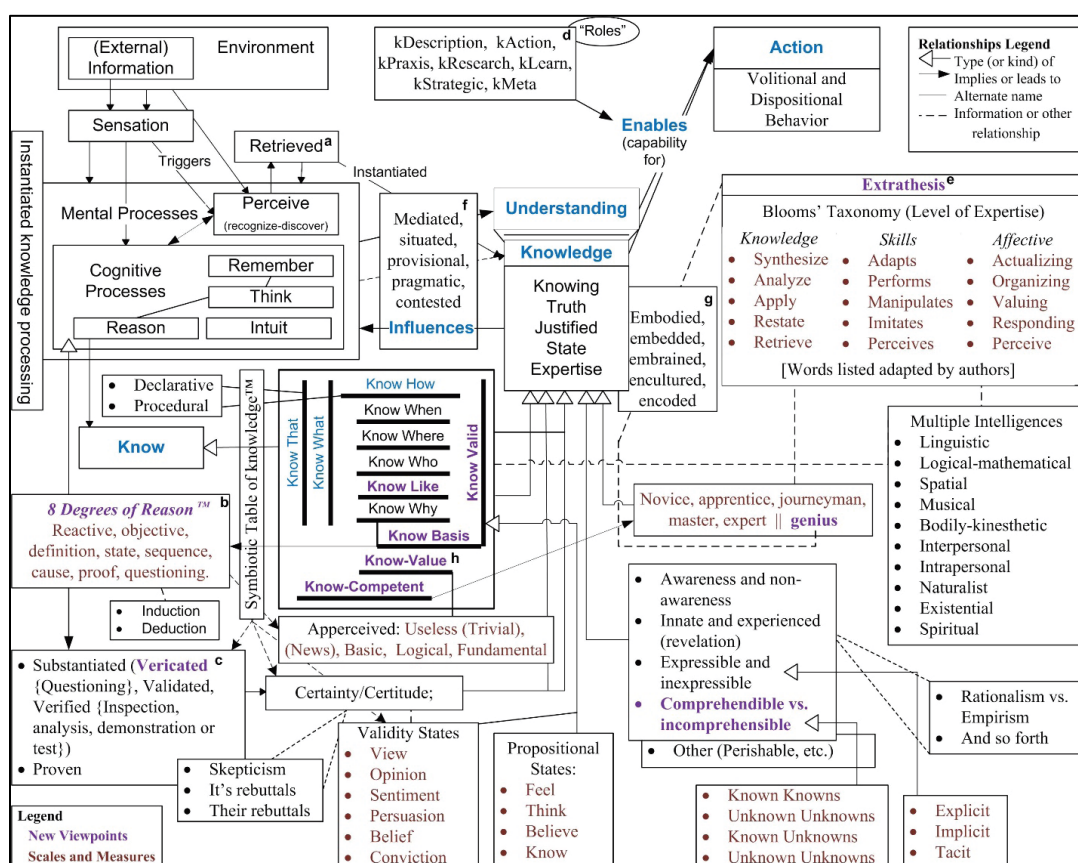 (External)
Information
Environment
Sensation
Triggers
Retrieved a
Instantiated
Instantiated knowledge processing
Mental Processes
Perceive
(recognize-discover)
Cognitive
Processes
Remember
Think
Reason
Intuit
kDescription, kAction, d
kPraxis, kResearch, kLearn,
kStrategic, kMeta
“Roles”
Enables
(capability
for)
Action
Volitional and
Dispositional
Behavior
Relationships Legend
Type (or kind) of
Implies or leads to
Alternate name
Information or other
relationship
f
Mediated,
situated,
provisional,
pragmatic,
contested
Influences
Understanding
Knowledge
Knowing
Truth
Justified
State
Expertise
g
Embodied,
embedded,
embrained,
encultured,
encoded
Extrathesis e
Blooms’ Taxonomy (Level of Expertise)
Knowledge
• Synthesize
• Analyze
• Apply
• Restate
• Retrieve
Skills
• Adapts
• Performs
• Manipulates
• Imitates
• Perceives
Affective
• Actualizing
• Organizing
• Valuing
• Responding
• Perceive
[Words listed adapted by authors]
• Declarative
• Procedural
Know
Symbiotic Table of knowledge™
Know That
Know What
Know How
Know When
Know Where
Know Who
Know Like
Know Why
Know Basis
Know Valid
Know-Value h
Know-Competent
8 Degrees of Reason™ b
Reactive, objective,
definition, state, sequence,
cause, proof, questioning.
• Induction
• Deduction
Apperceived: Useless (Trivial),
(News), Basic, Logical, Fundamental
Novice, apprentice, journeyman,
master, expert || genius
Multiple Intelligences
• Linguistic
• Logical-mathematical
• Spatial
• Musical
• Bodily-kinesthetic
• Interpersonal
• Intrapersonal
• Naturalist
• Existential
• Spiritual
• Substantiated (Vericated c
{Questioning}, Validated,
Verified {Inspection,
analysis, demonstration or
test})
• Proven
Certainty/Certitude;
• Skepticism
• It’s rebuttals
• Their rebuttals
Validity States
• View
• Opinion
• Sentiment
• Persuasion
• Belief
• Conviction
Propositional
States:
• Feel
• Think
• Believe
• Know
• Awareness and non-
awareness
• Innate and experienced
(revelation)
• Expressible and
inexpressible
• Comprehendible vs.
incomprehensible
• Other (Perishable, etc.)
• Rationalism vs.
Empirism
• And so forth
• Known Knowns
• Unknown Unknowns
• Known Unknowns
• Unknown Unknowns
• Explicit
• Implicit
• Tacit
Legend
New Viewpoints
Scales and Measures